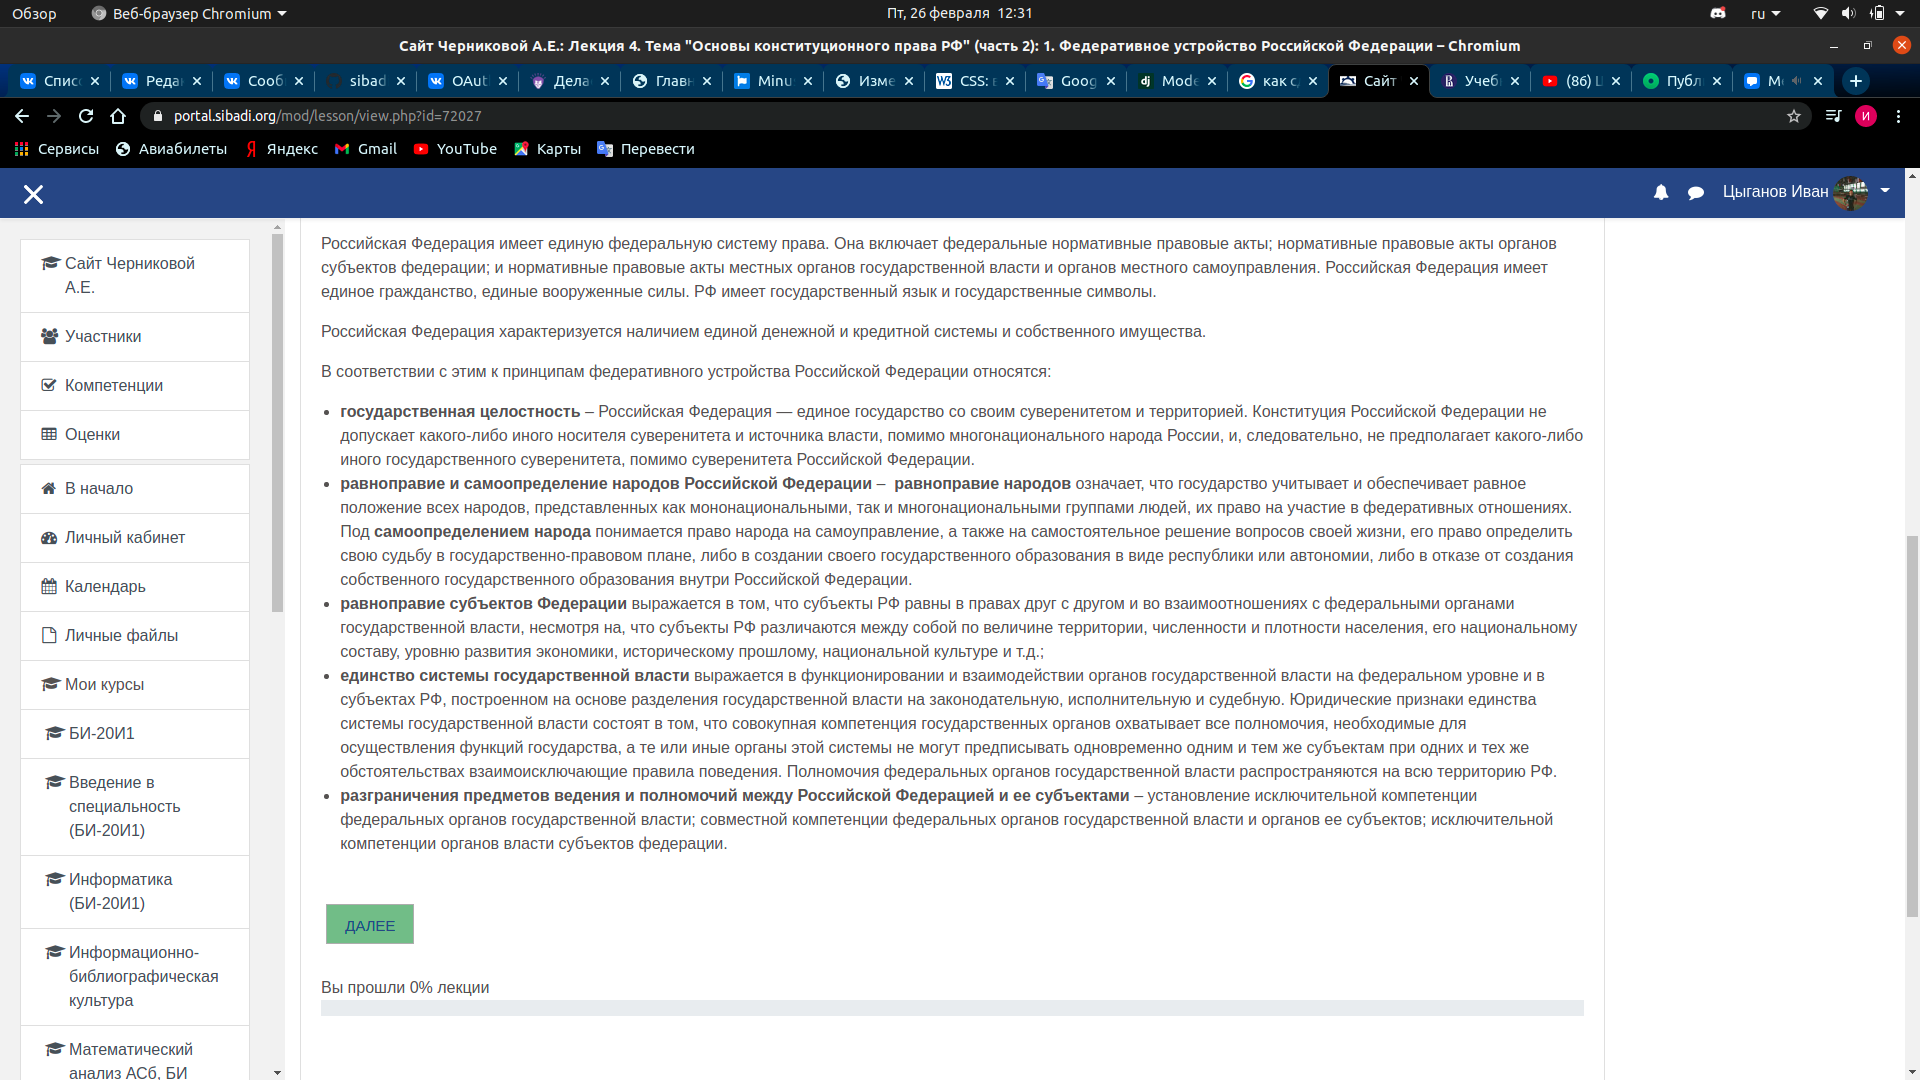 Обзор Веб-браузер Chromium Пт, 26 февраля 12:31 ru
Сайт Черниковой А.Е.: Лекция 4. Тема "Основы конституционного права РФ" (часть 2): 1. Федеративное устройство Российской Федерации – Chromium
Списо Редак Сооб sibad OAut Дела Главн Minu Изме CSS: в Goog Mode как сд Сайт Учеб (86) Ц Публ Ме
portal.sibadi.org/mod/lesson/view.php?id=72027 И
Сервисы Авиабилеты Яндекс Gmail YouTube Карты Перевести
Цыганов Иван
Сайт Черниковой
А.Е.
Участники
Компетенции
Оценки
В начало
Личный кабинет
Календарь
Личные файлы
Мои курсы
БИ-20И1
Введение в
специальность
(БИ-20И1)
Информатика
(БИ-20И1)
Информационно-
библиографическая
культура
Математический
анализ АСб, БИ
Российская Федерация имеет единую федеральную систему права. Она включает федеральные нормативные правовые акты; нормативные правовые акты органов
субъектов федерации; и нормативные правовые акты местных органов государственной власти и органов местного самоуправления. Российская Федерация имеет
единое гражданство, единые вооруженные силы. РФ имеет государственный язык и государственные символы.
Российская Федерация характеризуется наличием единой денежной и кредитной системы и собственного имущества.
В соответствии с этим к принципам федеративного устройства Российской Федерации относятся:
• государственная целостность – Российская Федерация — единое государство со своим суверенитетом и территорией. Конституция Российской Федерации не
допускает какого-либо иного носителя суверенитета и источника власти, помимо многонационального народа России, и, следовательно, не предполагает какого-либо
иного государственного суверенитета, помимо суверенитета Российской Федерации.
• равноправие и самоопределение народов Российской Федерации – равноправие народов означает, что государство учитывает и обеспечивает равное
положение всех народов, представленных как мононациональными, так и многонациональными группами людей, их право на участие в федеративных отношениях.
Под самоопределением народа понимается право народа на самоуправление, а также на самостоятельное решение вопросов своей жизни, его право определить
свою судьбу в государственно-правовом плане, либо в создании своего государственного образования в виде республики или автономии, либо в отказе от создания
собственного государственного образования внутри Российской Федерации.
• равноправие субъектов Федерации выражается в том, что субъекты РФ равны в правах друг с другом и во взаимоотношениях с федеральными органами
государственной власти, несмотря на, что субъекты РФ различаются между собой по величине территории, численности и плотности населения, его национальному
составу, уровню развития экономики, историческому прошлому, национальной культуре и т.д.;
• единство системы государственной власти выражается в функционировании и взаимодействии органов государственной власти на федеральном уровне и в
субъектах РФ, построенном на основе разделения государственной власти на законодательную, исполнительную и судебную. Юридические признаки единства
системы государственной власти состоят в том, что совокупная компетенция государственных органов охватывает все полномочия, необходимые для
осуществления функций государства, а те или иные органы этой системы не могут предписывать одновременно одним и тем же субъектам при одних и тех же
обстоятельствах взаимоисключающие правила поведения. Полномочия федеральных органов государственной власти распространяются на всю территорию РФ.
• разграничения предметов ведения и полномочий между Российской Федерацией и ее субъектами – установление исключительной компетенции
федеральных органов государственной власти; совместной компетенции федеральных органов государственной власти и органов ее субъектов; исключительной
компетенции органов власти субъектов федерации.
ДАЛЕЕ
Вы прошли 0% лекции